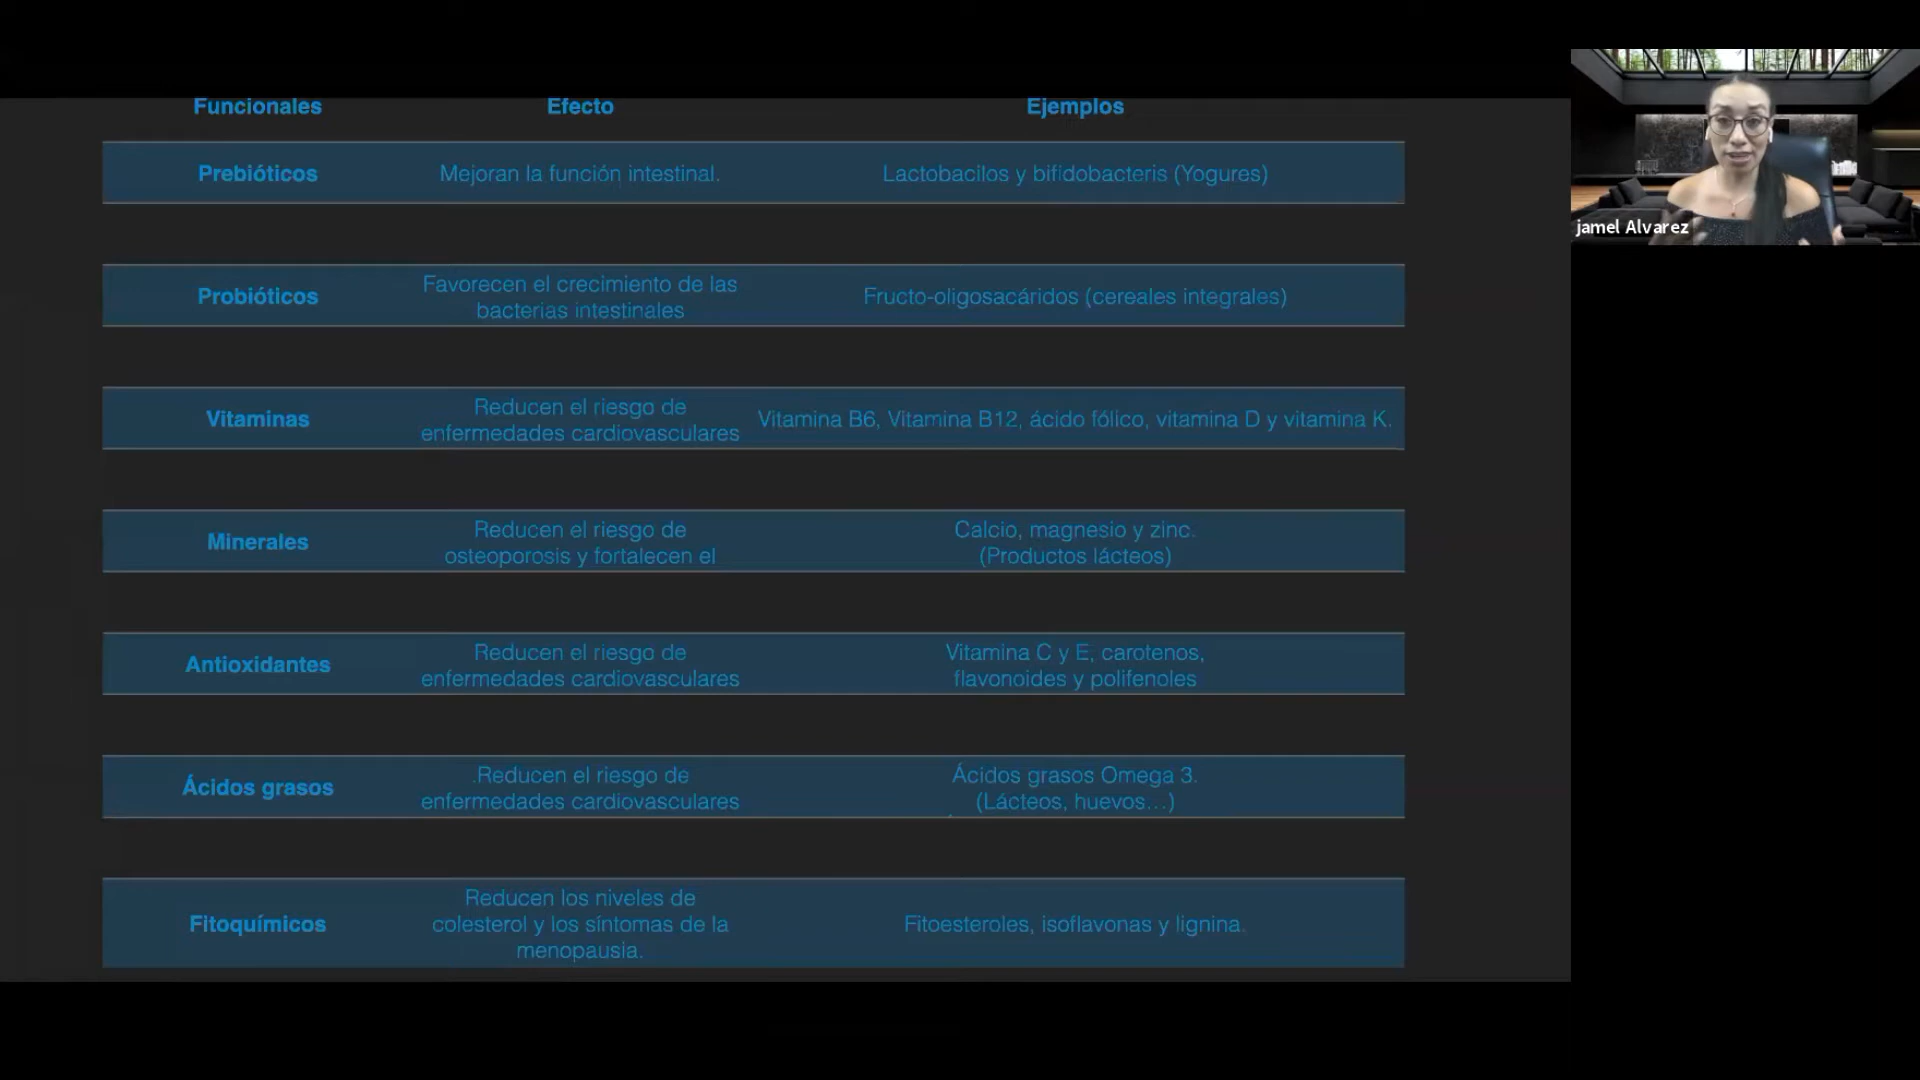 Funcionales Efecto Ejemplos
Prebióticos Mejoran la función intestinal. Lactobacilos y bifidobacteris (Yogures)
Probióticos Favorecen el crecimiento de las
bacterias intestinales Fructo-oligosacáridos (cereales integrales)
Vitaminas Reducen el riesgo de
enfermedades cardiovasculares Vitamina B6, Vitamina B12, ácido fólico, vitamina D y vitamina K.
Minerales Reducen el riesgo de
osteoporosis y fortalecen el Calcio, magnesio y zinc.
(Productos lácteos)
Antioxidantes Reducen el riesgo de
enfermedades cardiovasculares Vitamina C y E, carotenos,
flavonoides y polifenoles
Ácidos grasos .Reducen el riesgo de
enfermedades cardiovasculares Ácidos grasos Omega 3.
(Lácteos, huevos…)
Fitoquímicos Reducen los niveles de
colesterol y los síntomas de la
menopausia. Fitoesteroles, isoflavonas y lignina.
jamel Alvarez